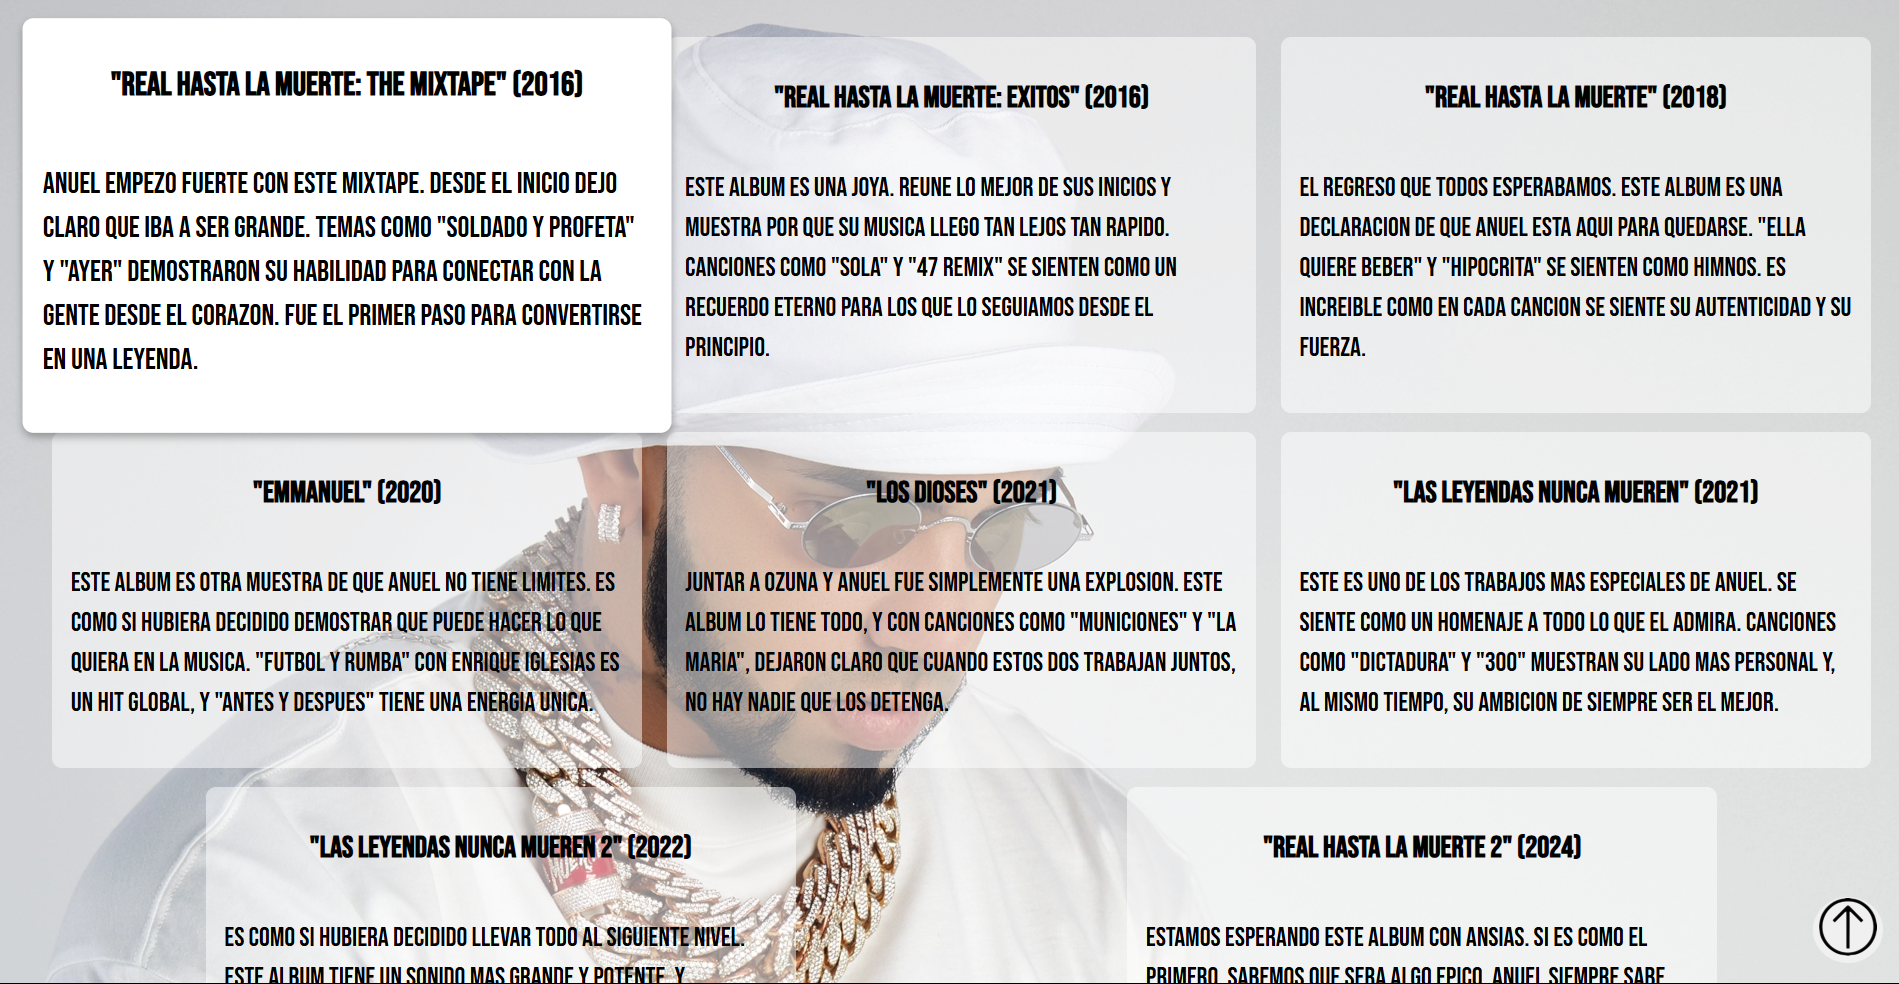 "REAL HASTA LA MUERTE: THE MIXTAPE" (2016)
ANUEL EMPEZO FUERTE CON ESTE MIXTAPE. DESDE EL INICIO DEJO
CLARO QUE IBA A SER GRANDE. TEMAS COMO "SOLDADO Y PROFETA"
Y "AYER" DEMOSTRARON SU HABILIDAD PARA CONECTAR CON LA
GENTE DESDE EL CORAZON. FUE EL PRIMER PASO PARA CONVERTIRSE
EN UNA LEYENDA.
"REAL HASTA LA MUERTE: EXITOS" (2016)
ESTE ALBUM ES UNA JOYA. REUNE LO MEJOR DE SUS INICIOS Y
MUESTRA POR QUE SU MUSICA LLEGO TAN LEJOS TAN RAPIDO.
CANCIONES COMO "SOLA" Y "47 REMIX" SE SIENTEN COMO UN
RECUERDO ETERNO PARA LOS QUE LO SEGUIAMOS DESDE EL
PRINCIPIO.
"REAL HASTA LA MUERTE" (2018)
EL REGRESO QUE TODOS ESPERABAMOS. ESTE ALBUM ES UNA
DECLARACION DE QUE ANUEL ESTA AQUI PARA QUEDARSE. "ELLA
QUIERE BEBER" Y "HIPOCRITA" SE SIENTEN COMO HIMNOS. ES
INCREIBLE COMO EN CADA CANCION SE SIENTE SU AUTENTICIDAD Y SU
FUERZA.
"EMMANUEL" (2020)
ESTE ALBUM ES OTRA MUESTRA DE QUE ANUEL NO TIENE LIMITES. ES
COMO SI HUBIERA DECIDIDO DEMOSTRAR QUE PUEDE HACER LO QUE
QUIERA EN LA MUSICA. "FUTBOL Y RUMBA" CON ENRIQUE IGLESIAS ES
UN HIT GLOBAL, Y "ANTES Y DESPUES" TIENE UNA ENERGIA UNICA.
"LOS DIOSES" (2021)
JUNTAR A OZUNA Y ANUEL FUE SIMPLEMENTE UNA EXPLOSION. ESTE
ALBUM LO TIENE TODO, Y CON CANCIONES COMO "MUNICIONES" Y "LA
MARIA", DEJARON CLARO QUE CUANDO ESTOS DOS TRABAJAN JUNTOS,
NO HAY NADIE QUE LOS DETENGA.
"LAS LEYENDAS NUNCA MUEREN" (2021)
ESTE ES UNO DE LOS TRABAJOS MAS ESPECIALES DE ANUEL. SE
SIENTE COMO UN HOMENAJE A TODO LO QUE EL ADMIRA. CANCIONES
COMO "DICTADURA" Y "300" MUESTRAN SU LADO MAS PERSONAL Y,
AL MISMO TIEMPO, SU AMBICION DE SIEMPRE SER EL MEJOR.
"LAS LEYENDAS NUNCA MUEREN 2" (2022)
ES COMO SI HUBIERA DECIDIDO LLEVAR TODO AL SIGUIENTE NIVEL.
ESTE ALBUM TIENE UN SONIDO MAS GRANDE Y POTENTE, Y
"REAL HASTA LA MUERTE 2" (2024)
ESTAMOS ESPERANDO ESTE ALBUM CON ANSIAS. SI ES COMO EL
PRIMERO, SABEMOS QUE SERA ALGO EPICO. ANUEL SIEMPRE SABE